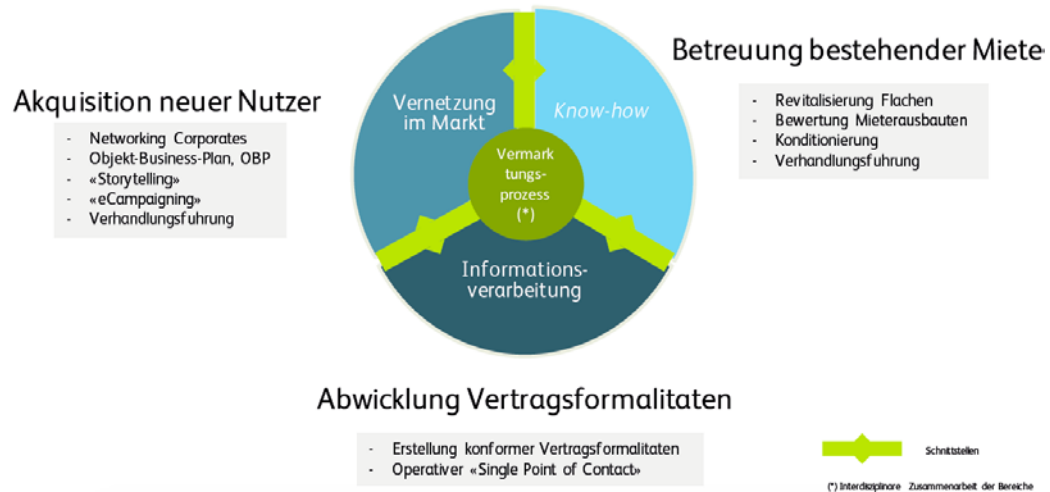 Betreuung bestehender Miete
- Revitalisierung Flachen
- Bewertung Mieterausbauten
- Konditionierung
- Verhandlungsfuhrung
Akquisition neuer Nutzer
- Networking Corporates
- Objekt-Business-Plan, OBP
- «Storytelling»
- «eCampaigning»
- Verhandlungsfuhrung
Vernetzung
im Markt
Know-how
Vermark
tungs-
prozess
(*)
Informations-
verarbeitung
Abwicklung Vertragsformalitaten
- Erstellung konformer Vertragsformalitaten
- Operativer «Single Point of Contact»
Schnittstellen
(*) Interdisziplinare Zusammenarbeit der Bereiche